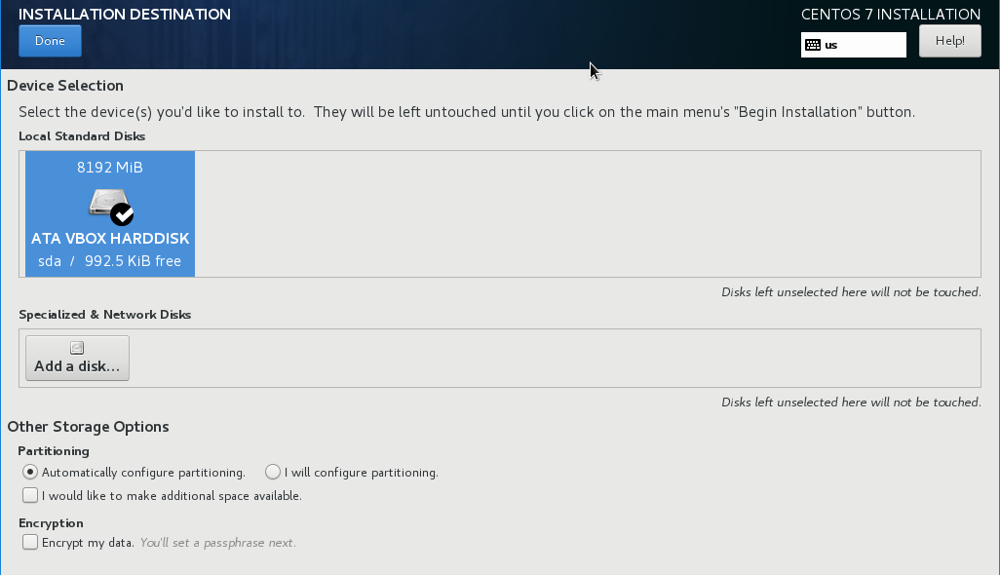 INSTALLATION DESTINATION
CENTOS 7 INSTALLATION
Done
us
Help!
Device Selection
Select the device(s) you'd like to install to.  They will be left untouched until you click on the main menu's "Begin Installation" button.
Local Standard Disks
8192 MiB
ATA VBOX HARDDISK
sda / 992.5 KiB free
Disks left unselected here will not be touched.
Specialized & Network Disks
Add a disk...
Disks left unselected here will not be touched.
Other Storage Options
Partitioning
Automatically configure partitioning. I will configure partitioning.
I would like to make additional space available.
Encryption
Encrypt my data. You'll set a passphrase next.